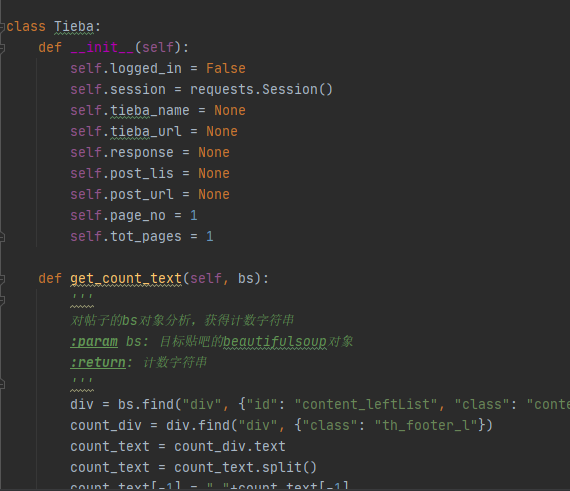 class Tieba:
    def __init__(self):
        self.logged_in = False
        self.session = requests.Session()
        self.tieba_name = None
        self.tieba_url = None
        self.response = None
        self.post_lis = None
        self.post_url = None
        self.page_no = 1
        self.tot_pages = 1
    def get_count_text(self, bs):
        '''
        对帖子的bs对象分析，获得计数字符串
        :param bs: 目标贴吧的beautifulsoup对象
        :return: 计数字符串
        '''
        div = bs.find("div", {"id": "content_leftList", "class": "conte
        count_div = div.find("div", {"class": "th_footer_l"})
        count_text = count_div.text
        count_text = count_text.split()
        count_text[-1] = " "+count_text[-1]